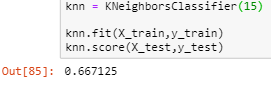 knn = KNeighborsClassifier(15)
knn.fit(X_train,y_train)
knn.score(X_test,y_test)
Out[85]: 0.667125